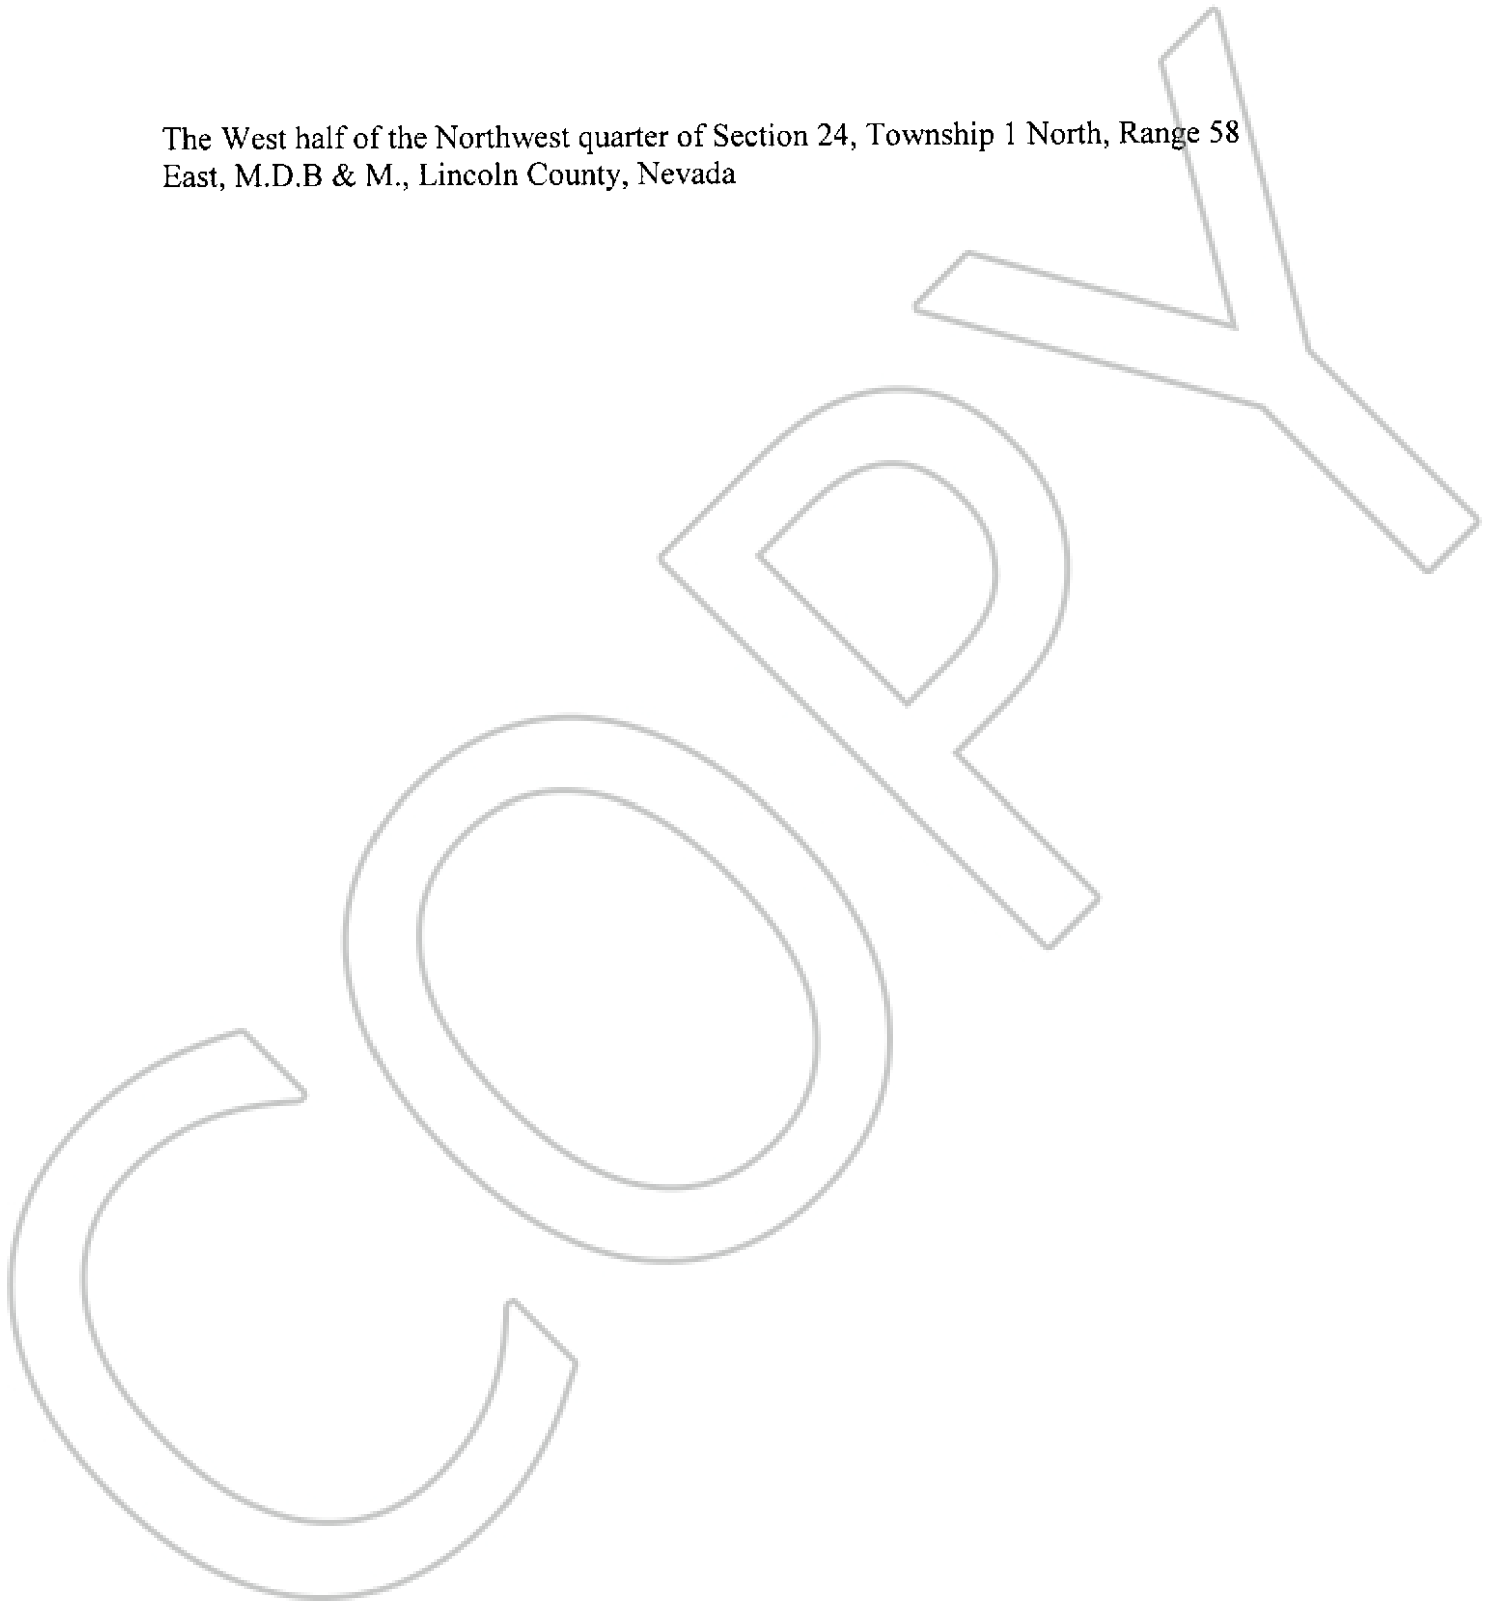 The West half of the Northwest quarter of Section 24, Township 1 North, Range 58
East, M.D.B & M., Lincoln County, Nevada
COPY